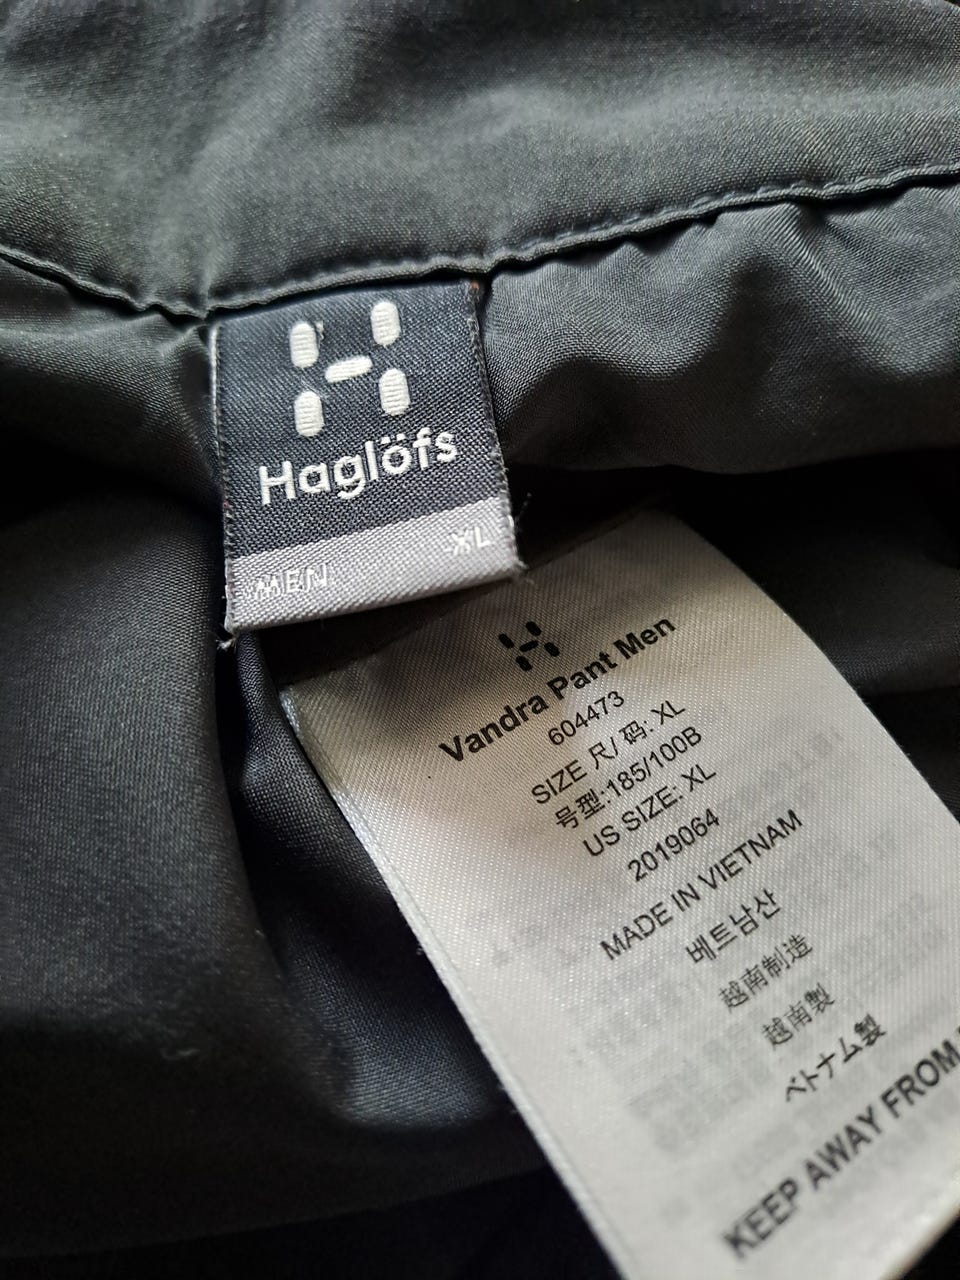 Haglöfs
MEN XL
Vandra Pant Men
604473
SIZE 尺/码: XL
号型:185/100B
US SIZE: XL
2019064
MADE IN VIETNAM
베트남산
越南制造
越南製
ベトナム製
KEEP AWAY FROM